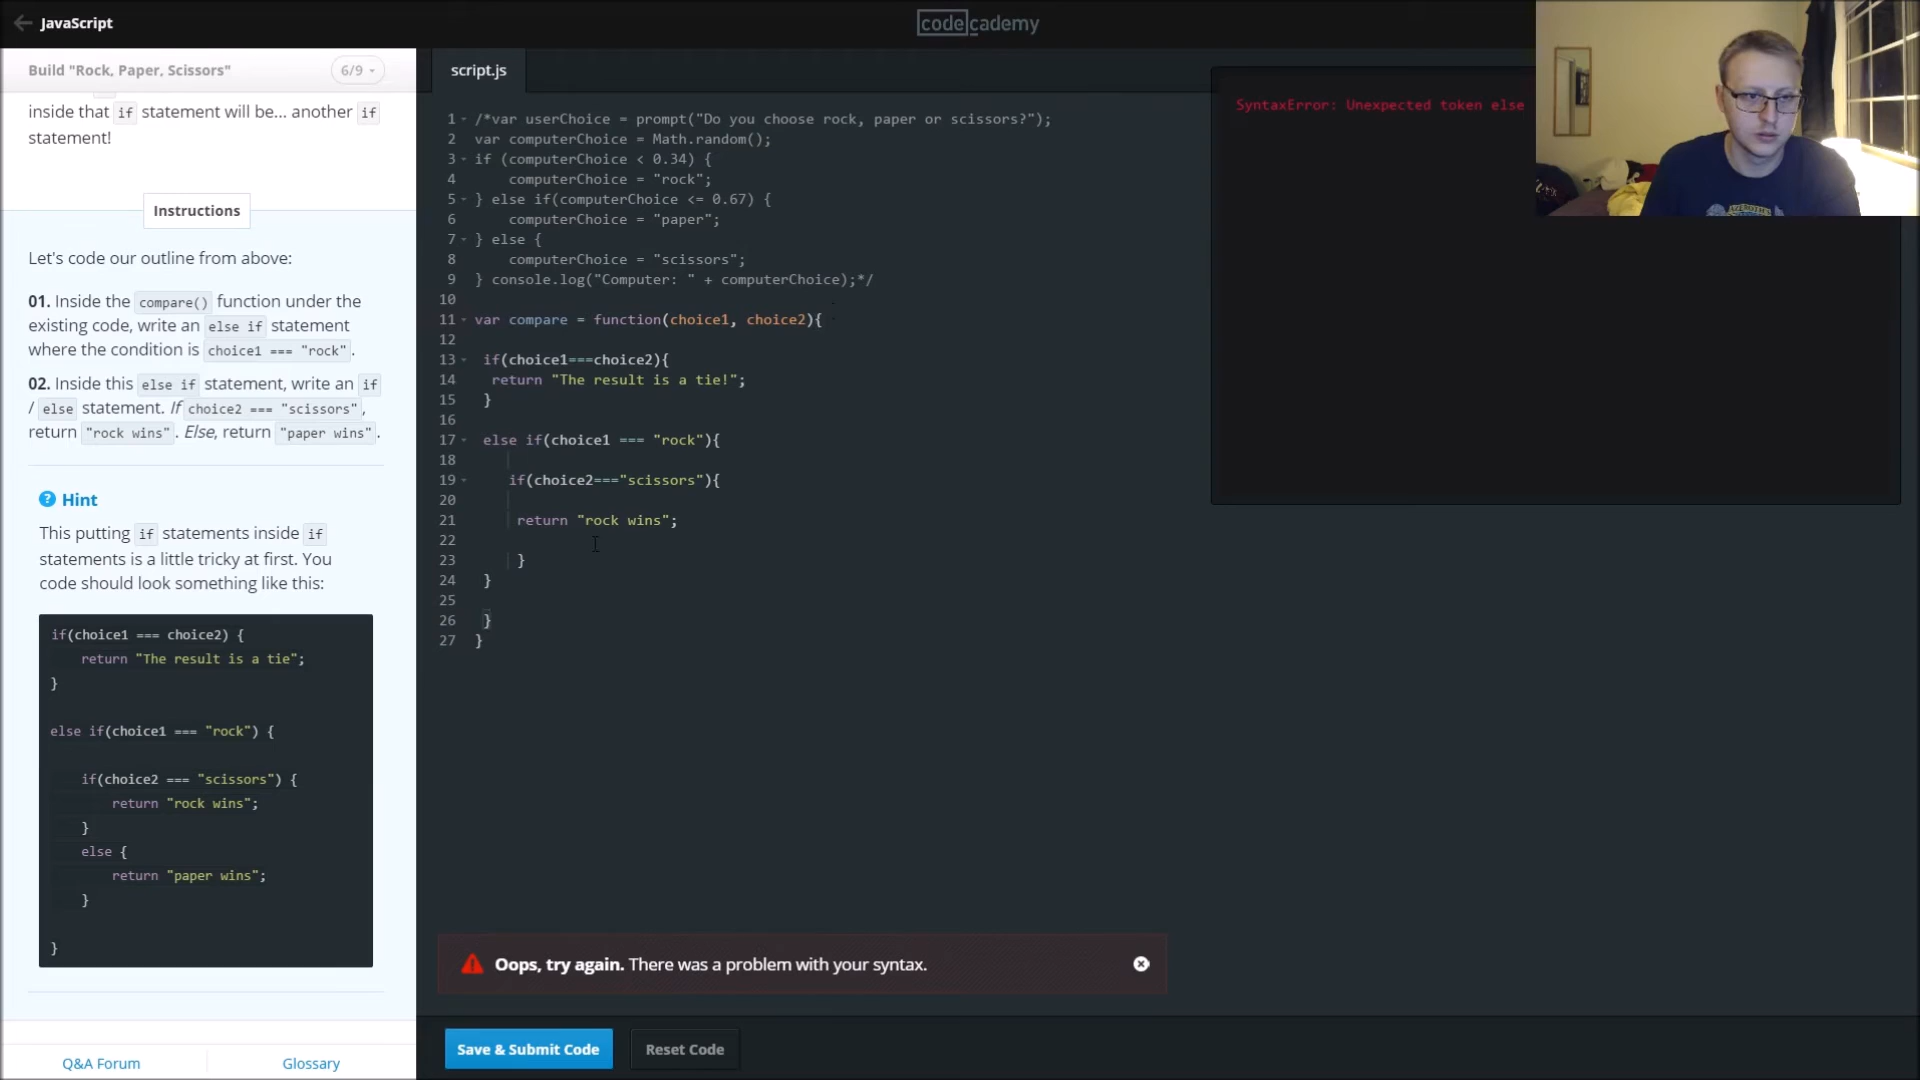 JavaScript
codecademy
Build "Rock, Paper, Scissors"
6/9
inside that if statement will be... another if
statement!
Instructions
Let's code our outline from above:
01. Inside the compare() function under the
existing code, write an else if statement
where the condition is choice1 === "rock".
02. Inside this else if statement, write an if
/ else statement. If choice2 === "scissors",
return "rock wins". Else, return "paper wins".
Hint
This putting if statements inside if
statements is a little tricky at first. You
code should look something like this:
if(choice1 === choice2) {
return "The result is a tie";
}
else if(choice1 === "rock") {
if(choice2 === "scissors") {
return "rock wins";
}
else {
return "paper wins";
}
}
Q&A Forum
Glossary
script.js
1 /*var userChoice = prompt("Do you choose rock, paper or scissors?");
2 var computerChoice = Math.random();
3 if (computerChoice < 0.34) {
4 computerChoice = "rock";
5 } else if(computerChoice <= 0.67) {
6 computerChoice = "paper";
7 } else {
8 computerChoice = "scissors";
9 } console.log("Computer: " + computerChoice);*/
10
11 var compare = function(choice1, choice2){
12
13 if(choice1===choice2){
14 return "The result is a tie!";
15 }
16
17 else if(choice1 === "rock"){
18
19 if(choice2==="scissors"){
20
21 return "rock wins";
22
23 }
24 }
25
26 }
27 }
SyntaxError: Unexpected token else
Oops, try again. There was a problem with your syntax.
Save & Submit Code
Reset Code